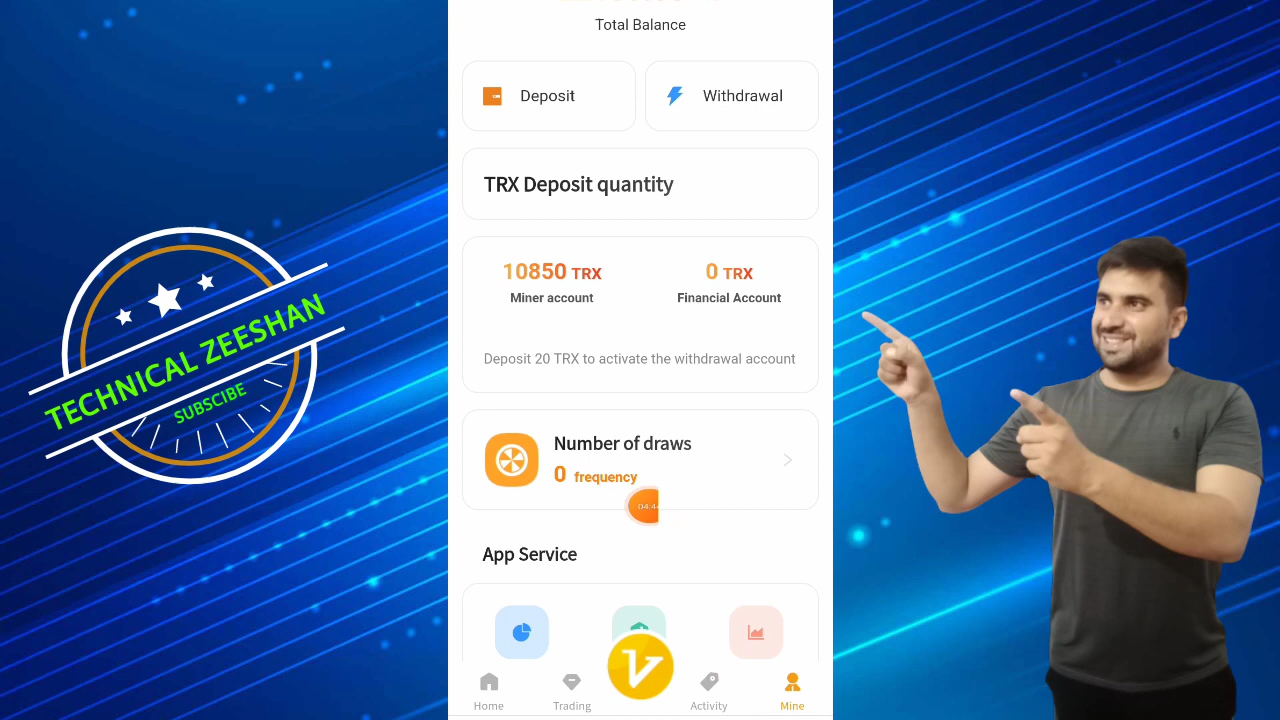 Total Balance
Deposit
Withdrawal
TRX Deposit quantity
10850 TRX
0 TRX
Miner account
Financial Account
Deposit 20 TRX to activate the withdrawal account
Number of draws
0 frequency
App Service
Home
Trading
Activity
Mine
TECHNICAL ZEESHAN
SUBSCIBE